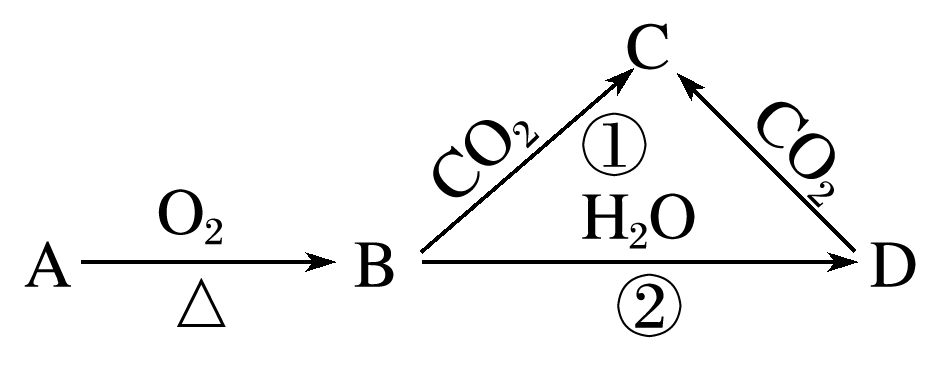 C
CO₂ ① CO₂
O₂ H₂O
A B D
△ ②